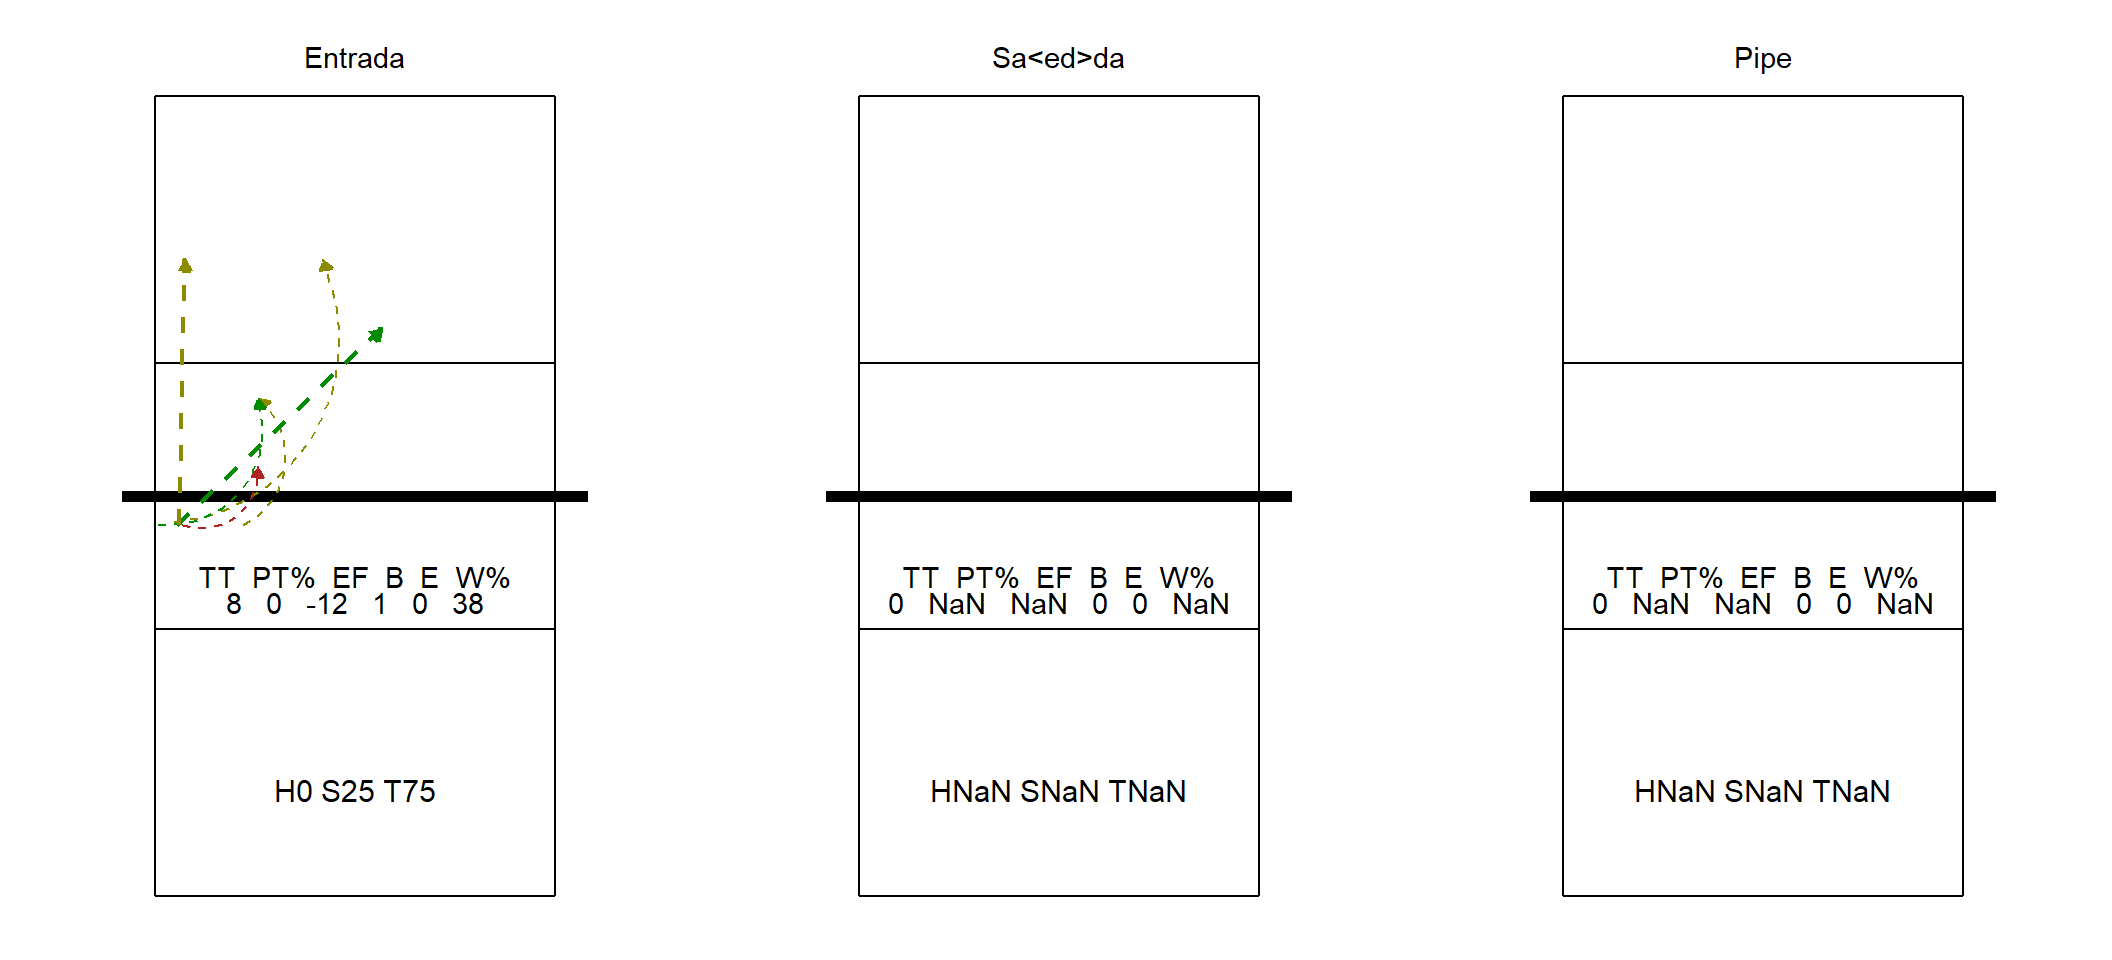 Entrada
TT PT% EF B E W%
8 0 -12 1 0 38
H0 S25 T75
Sa<ed>da
TT PT% EF B E W%
0 NaN NaN 0 0 NaN
HNaN SNaN TNaN
Pipe
TT PT% EF B E W%
0 NaN NaN 0 0 NaN
HNaN SNaN TNaN